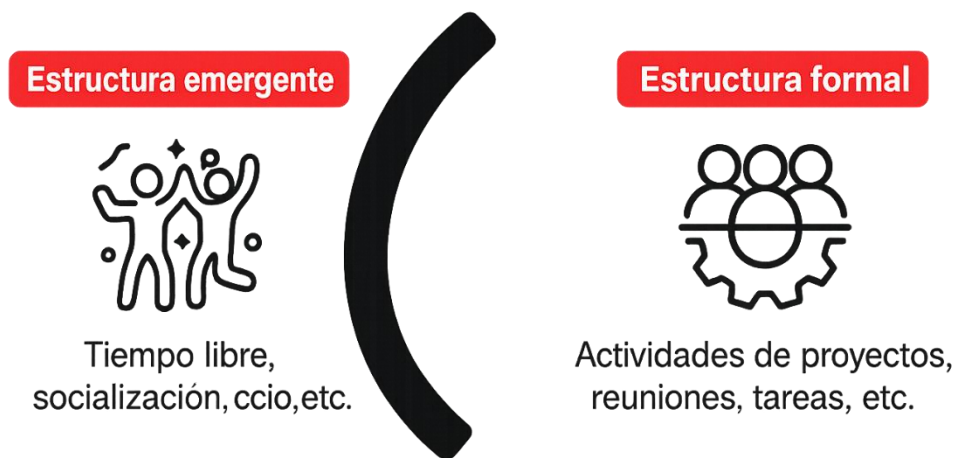 Estructura emergente
Tiempo libre,
socialización, ccio,etc.
Estructura formal
Actividades de proyectos,
reuniones, tareas, etc.